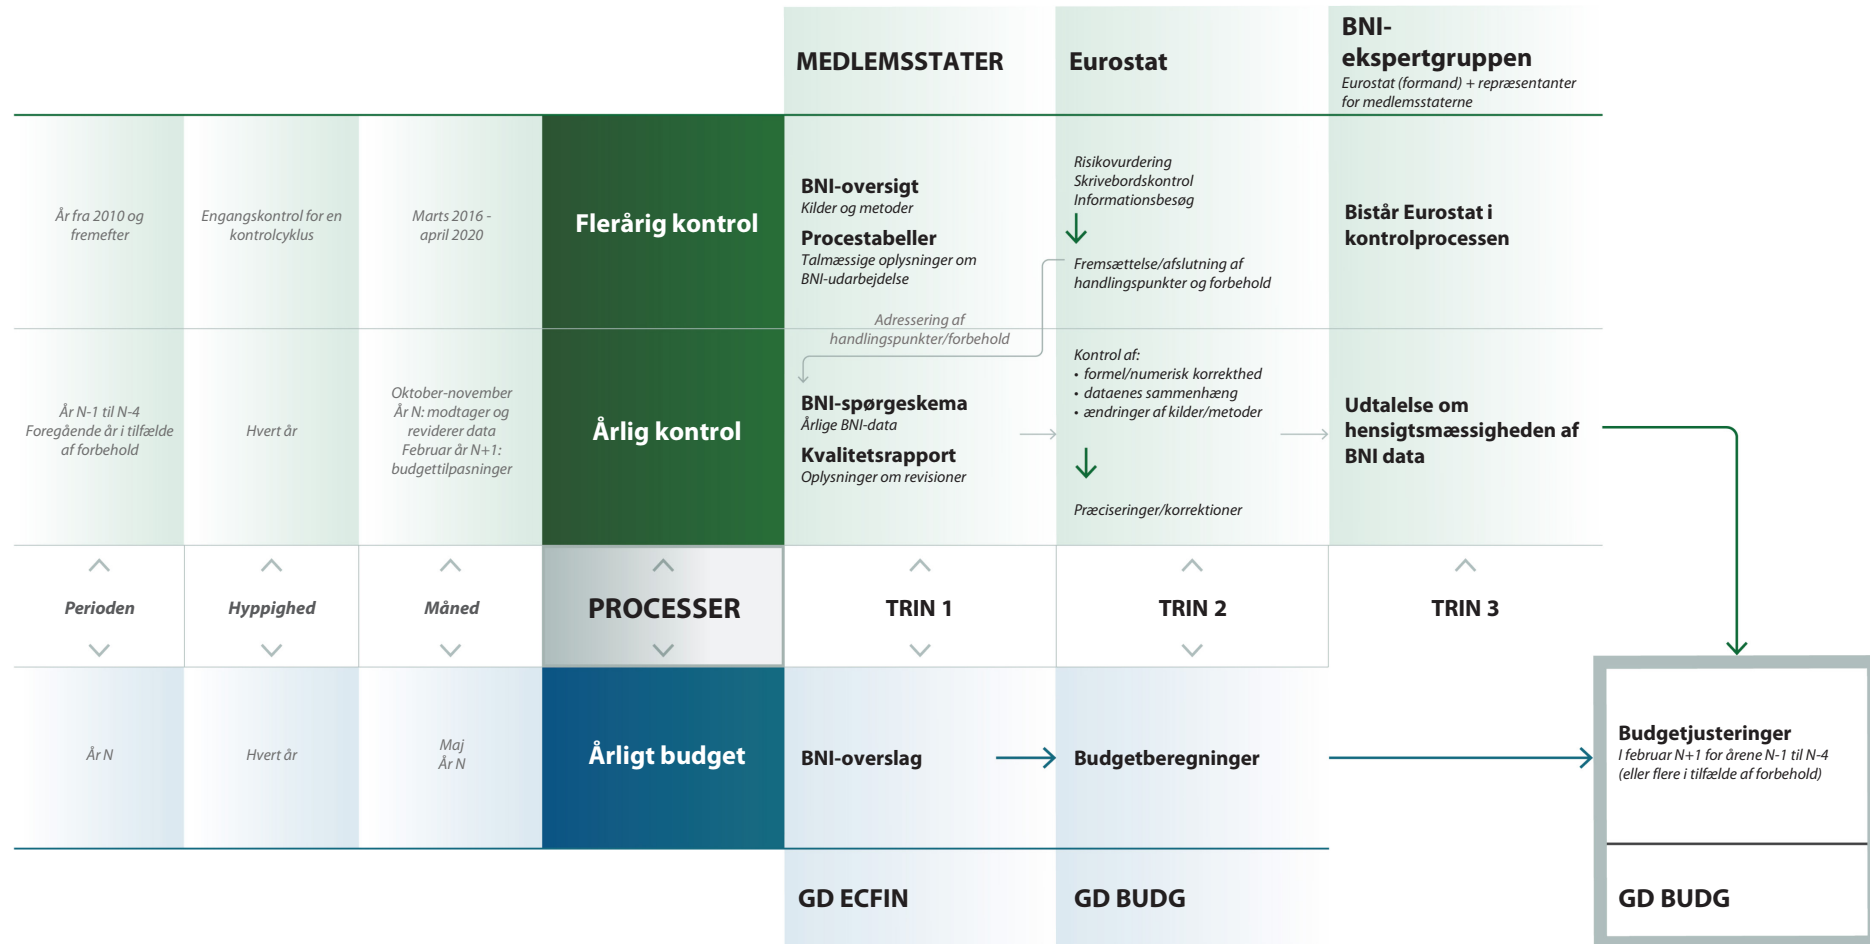 MEDLEMSSTATER
Eurostat
BNI-
ekspertgruppen
Eurostat (formand) + repræsentanter
for medlemsstaterne
År fra 2010 og
fremefter
Engangskontrol for en
kontrolcyklus
Marts 2016 -
april 2020
Flerårig kontrol
BNI-oversigt
Kilder og metoder
Procestabeller
Talmæssige oplysninger om
BNI-udarbejdelse
Risikovurdering
Skrivebordskontrol
Informationsbesøg
Fremsættelse/afslutning af
handlingspunkter og forbehold
Bistår Eurostat i
kontrolprocessen
Adressering af
handlingspunkter/forbehold
År N-1 til N-4
Foregående år i tilfælde
af forbehold
Hvert år
Oktober-november
År N: modtager og
reviderer data
Februar år N+1:
budgettilpasninger
Årlig kontrol
BNI-spørgeskema
Årlige BNI-data
Kvalitetsrapport
Oplysninger om revisioner
Kontrol af:
• formel/numerisk korrekthed
• dataenes sammenhæng
• ændringer af kilder/metoder
Præciseringer/korrektioner
Udtalelse om
hensigtsmæssigheden af
BNI data
Perioden
Hyppighed
Måned
PROCESSER
TRIN 1
TRIN 2
TRIN 3
År N
Hvert år
Maj
År N
Årligt budget
BNI-overslag
Budgetberegninger
Budgetjusteringer
I februar N+1 for årene N-1 til N-4
(eller flere i tilfælde af forbehold)
GD ECFIN
GD BUDG
GD BUDG